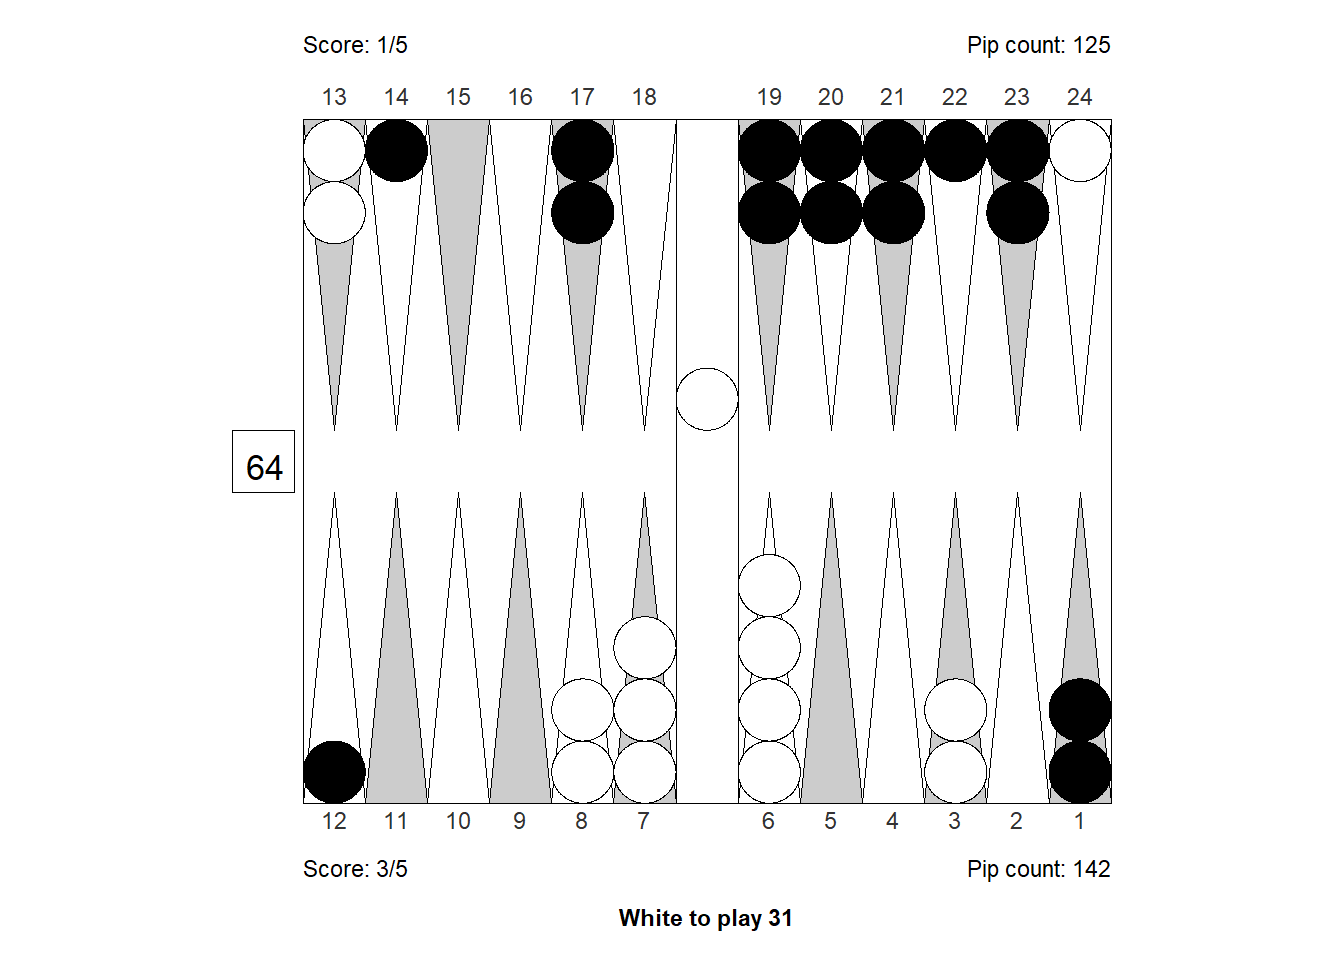 Score: 1/5 Pip count: 125
13 14 15 16 17 18 19 20 21 22 23 24
64
12 11 10 9 8 7 6 5 4 3 2 1
Score: 3/5 Pip count: 142
White to play 31